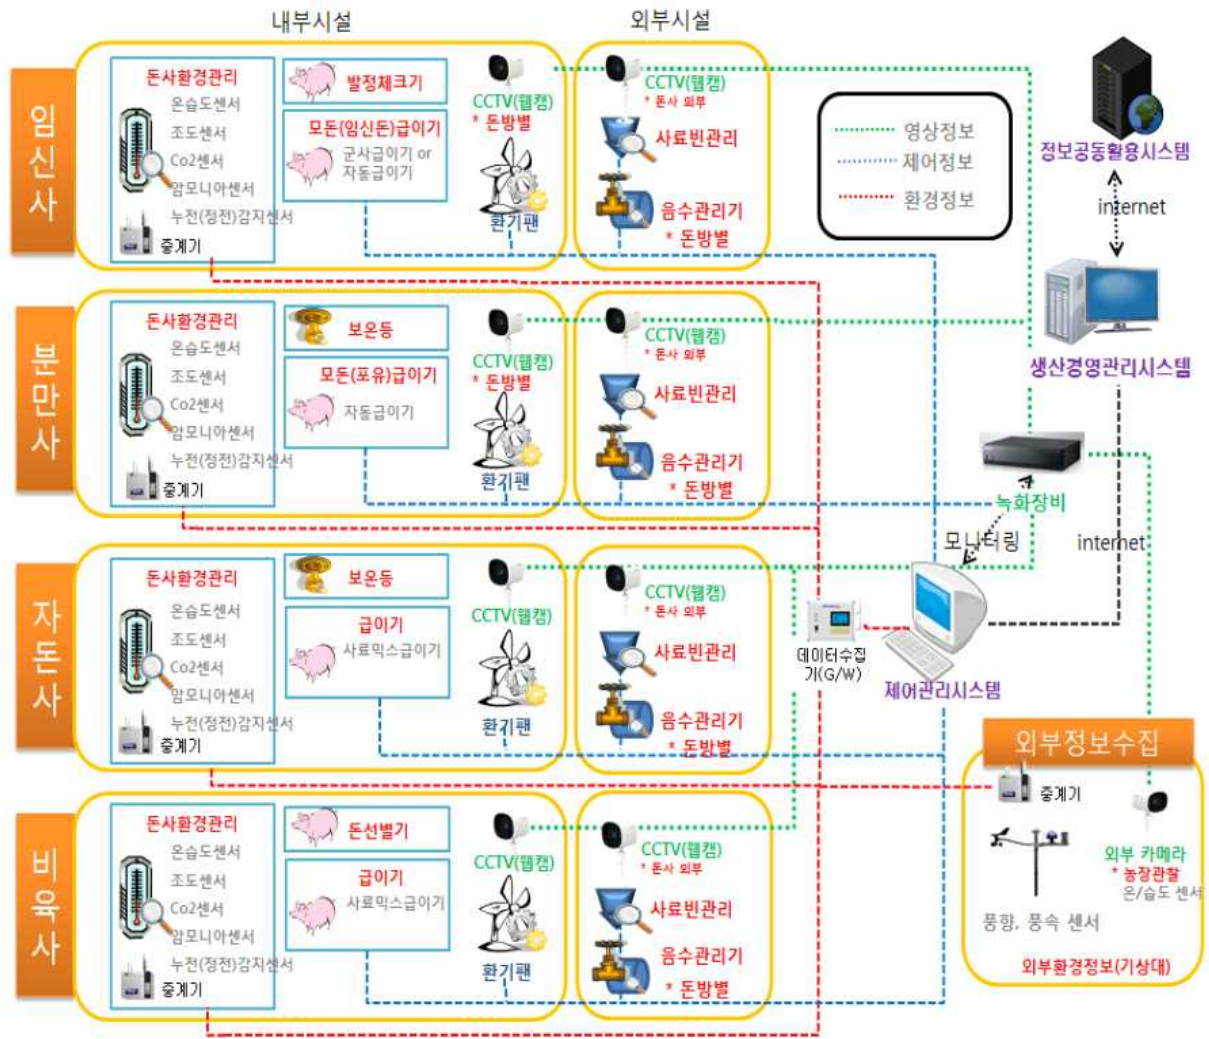 내부시설
외부시설
임신사
돈사환경관리
온습도센서
조도센서
Co2센서
암모니아센서
누전(정전)감지센서
중계기
발정체크기
모돈(임신돈)급이기
군사급이기 or
자동급이기
CCTV(웹캠)
* 돈방별
환기팬
CCTV(웹캠)
* 돈사 외부
사료빈관리
음수관리기
* 돈방별
영상정보
제어정보
환경정보
정보공동활용시스템
internet
생산경영관리시스템
분만사
돈사환경관리
온습도센서
조도센서
Co2센서
암모니아센서
누전(정전)감지센서
중계기
보온등
모돈(포유)급이기
자동급이기
CCTV(웹캠)
* 돈방별
환기팬
CCTV(웹캠)
* 돈사 외부
사료빈관리
음수관리기
* 돈방별
녹화장비
모니터링
internet
자돈사
돈사환경관리
온습도센서
조도센서
Co2센서
암모니아센서
누전(정전)감지센서
중계기
보온등
급이기
사료믹스급이기
CCTV(웹캠)
환기팬
CCTV(웹캠)
* 돈사 외부
사료빈관리
음수관리기
* 돈방별
데이터수집
기(G/W)
제어관리시스템
비육사
돈사환경관리
온습도센서
조도센서
Co2센서
암모니아센서
누전(정전)감지센서
중계기
돈선별기
급이기
사료믹스급이기
CCTV(웹캠)
환기팬
CCTV(웹캠)
* 돈사 외부
사료빈관리
음수관리기
* 돈방별
외부정보수집
중계기
외부 카메라
* 농장관찰
온/습도 센서
풍향, 풍속 센서
외부환경정보(기상대)